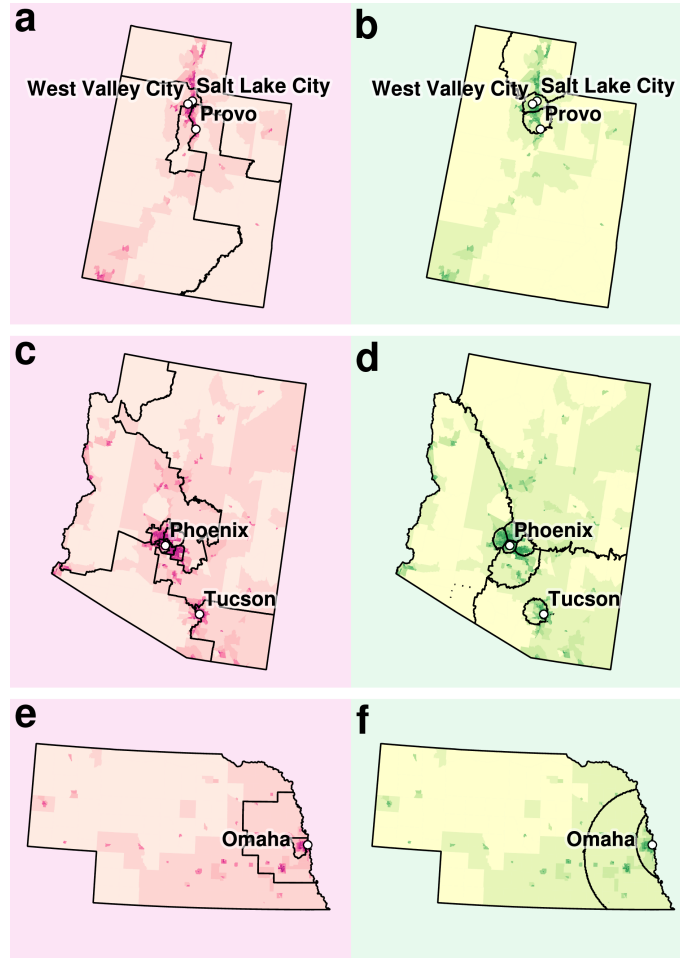 a
b
West Valley City
Salt Lake City
Provo
West Valley City
Salt Lake City
Provo
c
d
Phoenix
Tucson
Phoenix
Tucson
e
f
Omaha
Omaha